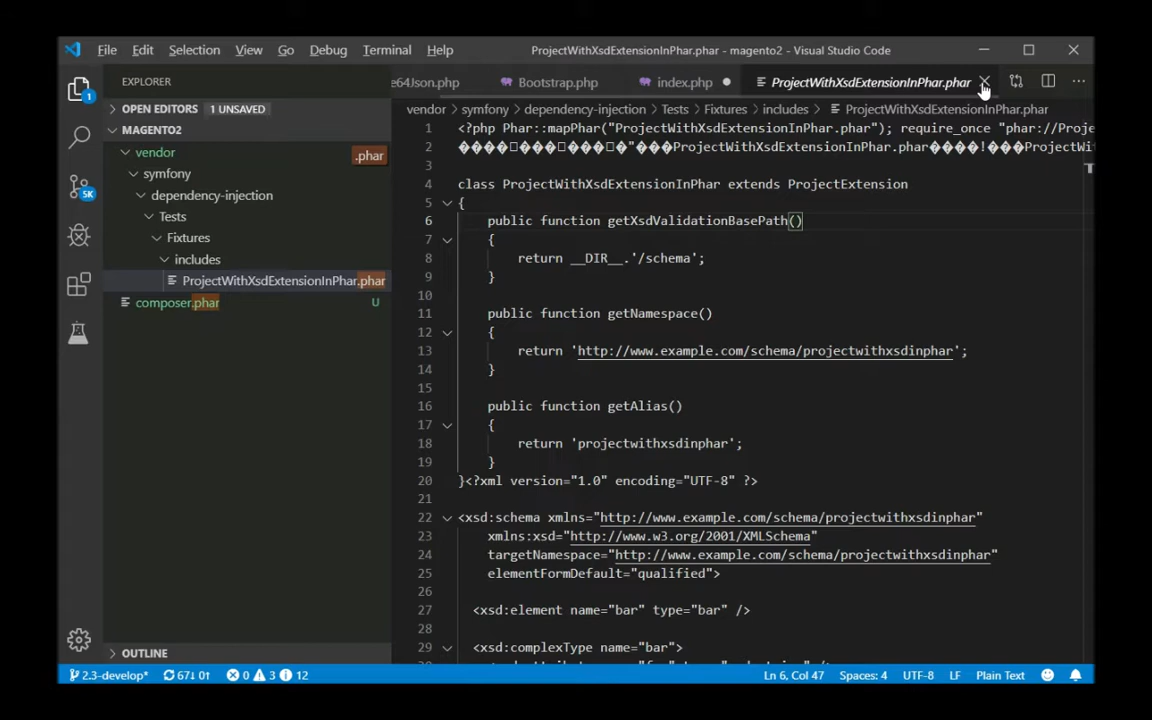 File Edit Selection View Go Debug Terminal Help ProjectWithXsdExtensionInPhar.phar - magento2 - Visual Studio Code
EXPLORER
OPEN EDITORS 1 UNSAVED
MAGENTO2
vendor
.phar
symfony
dependency-injection
Tests
Fixtures
includes
ProjectWithXsdExtensionInPhar.phar
composer.phar U
OUTLINE
1
5K
e64Json.php Bootstrap.php index.php ProjectWithXsdExtensionInPhar.phar
vendor > symfony > dependency-injection > Tests > Fixtures > includes > ProjectWithXsdExtensionInPhar.phar
1 <?php Phar::mapPhar("ProjectWithXsdExtensionInPhar.phar"); require_once "phar://Proje
2 "ProjectWithXsdExtensionInPhar.phar ! ProjectWit
3
4 class ProjectWithXsdExtensionInPhar extends ProjectExtension
5 {
6 public function getXsdValidationBasePath()
7 {
8 return __DIR__.'/schema';
9 }
10
11 public function getNamespace()
12 {
13 return 'http://www.example.com/schema/projectwithxsdinphar';
14 }
15
16 public function getAlias()
17 {
18 return 'projectwithxsdinphar';
19 }
20 }<?xml version="1.0" encoding="UTF-8" ?>
21
22 <xsd:schema xmlns="http://www.example.com/schema/projectwithxsdinphar"
23 xmlns:xsd="http://www.w3.org/2001/XMLSchema"
24 targetNamespace="http://www.example.com/schema/projectwithxsdinphar"
25 elementFormDefault="qualified">
26
27 <xsd:element name="bar" type="bar" />
28
29 <xsd:complexType name="bar">
2.3-develop* 67↓ 0↑ 0 3 12 Ln 6, Col 47 Spaces: 4 UTF-8 LF Plain Text